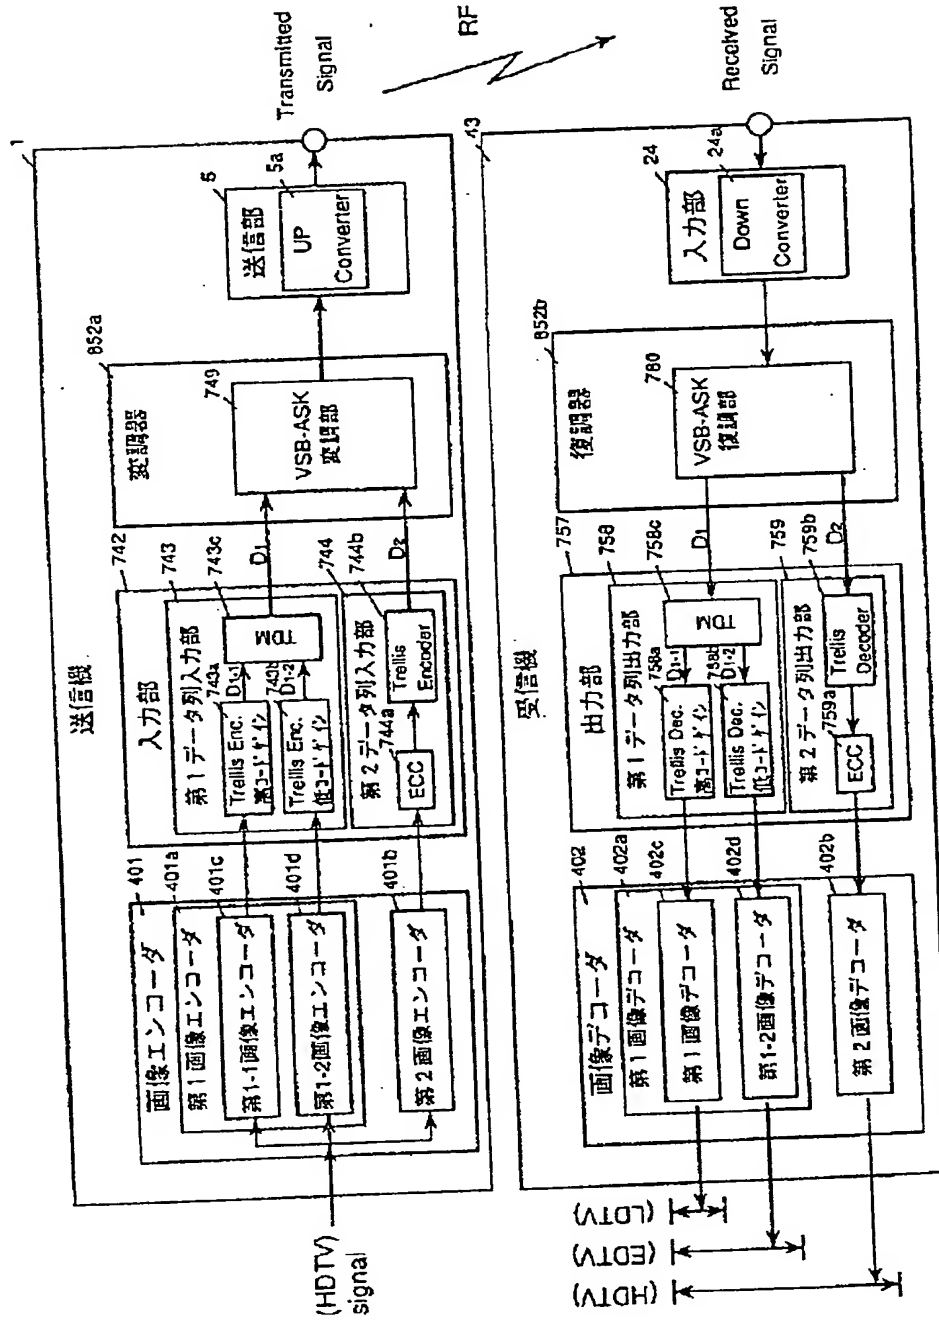 1
送信機
(HDTV)
signal
画像エンコーダ
401
第1画像エンコーダ
401a
第1-1画像エンコーダ
401c
第1-2画像エンコーダ
401d
第2画像エンコーダ
401b
入力部
742
第1データ列入力部
743
Trellis Enc.
高コードゲイン
743a
D1-1
Trellis Enc.
低コードゲイン
743b
D1-2
TDM
743c
第2データ列入力部
744
ECC
744a
Trellis
Encoder
744b
D1
D2
変調器
852a
VSB-ASK
変調部
749
送信部
5
UP
Converter
5a
Transmitted
Signal
RF
43
受信機
Received
Signal
入力部
24
Down
Converter
24a
復調器
852b
VSB-ASK
復調部
780
D1
D2
出力部
757
第1データ列出力部
758
TDM
758c
Trellis Dec.
高コードゲイン
758a
D1-1
Trellis Dec.
低コードゲイン
758b
D1-2
第2データ列出力部
759
Trellis
Decoder
759b
ECC
759a
画像デコーダ
402
第1画像デコーダ
402a
第1画像デコーダ
402c
第1-2画像デコーダ
402d
第2画像デコーダ
402b
(LDTV)
(EDTV)
(HDTV)